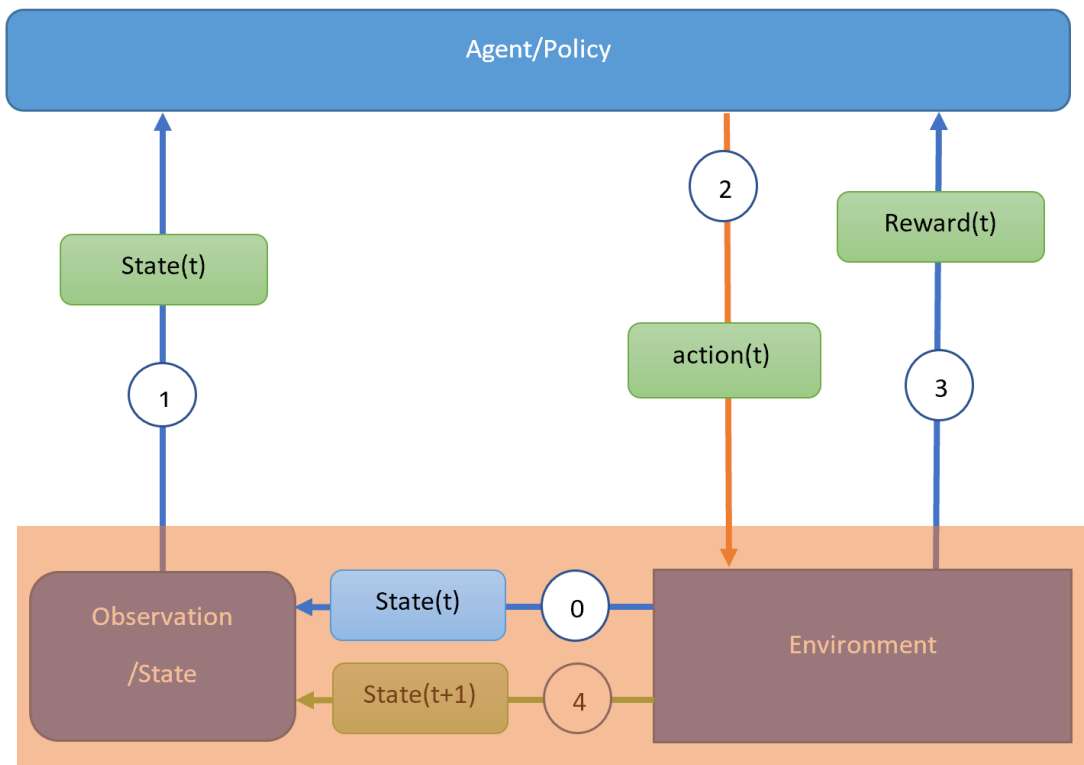 Agent/Policy
2
Reward(t)
State(t)
action(t)
1
3
State(t)
0
Observation
/State
Environment
State(t+1)
4